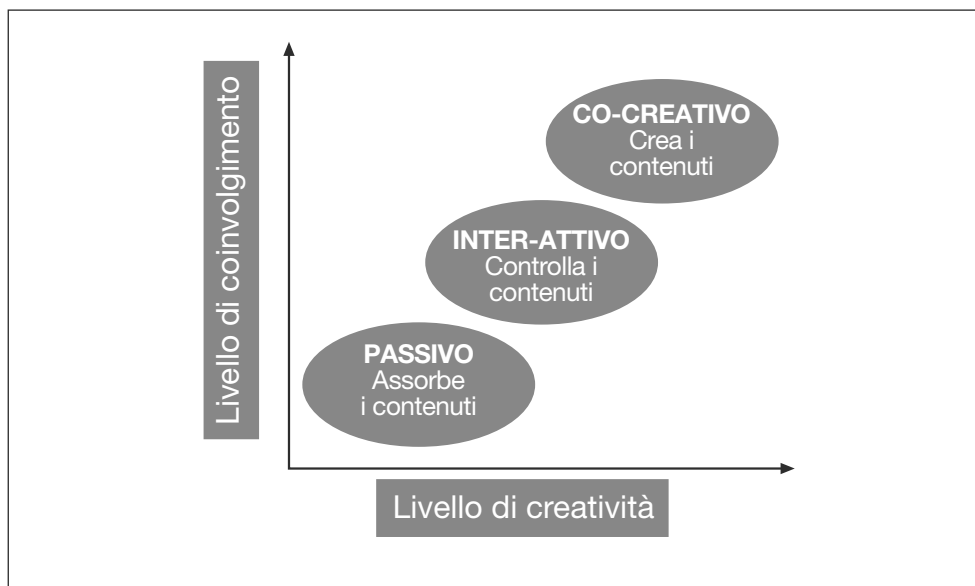 Livello di coinvolgimento
CO-CREATIVO
Crea i
contenuti
INTER-ATTIVO
Controlla i
contenuti
PASSIVO
Assorbe
i contenuti
Livello di creatività